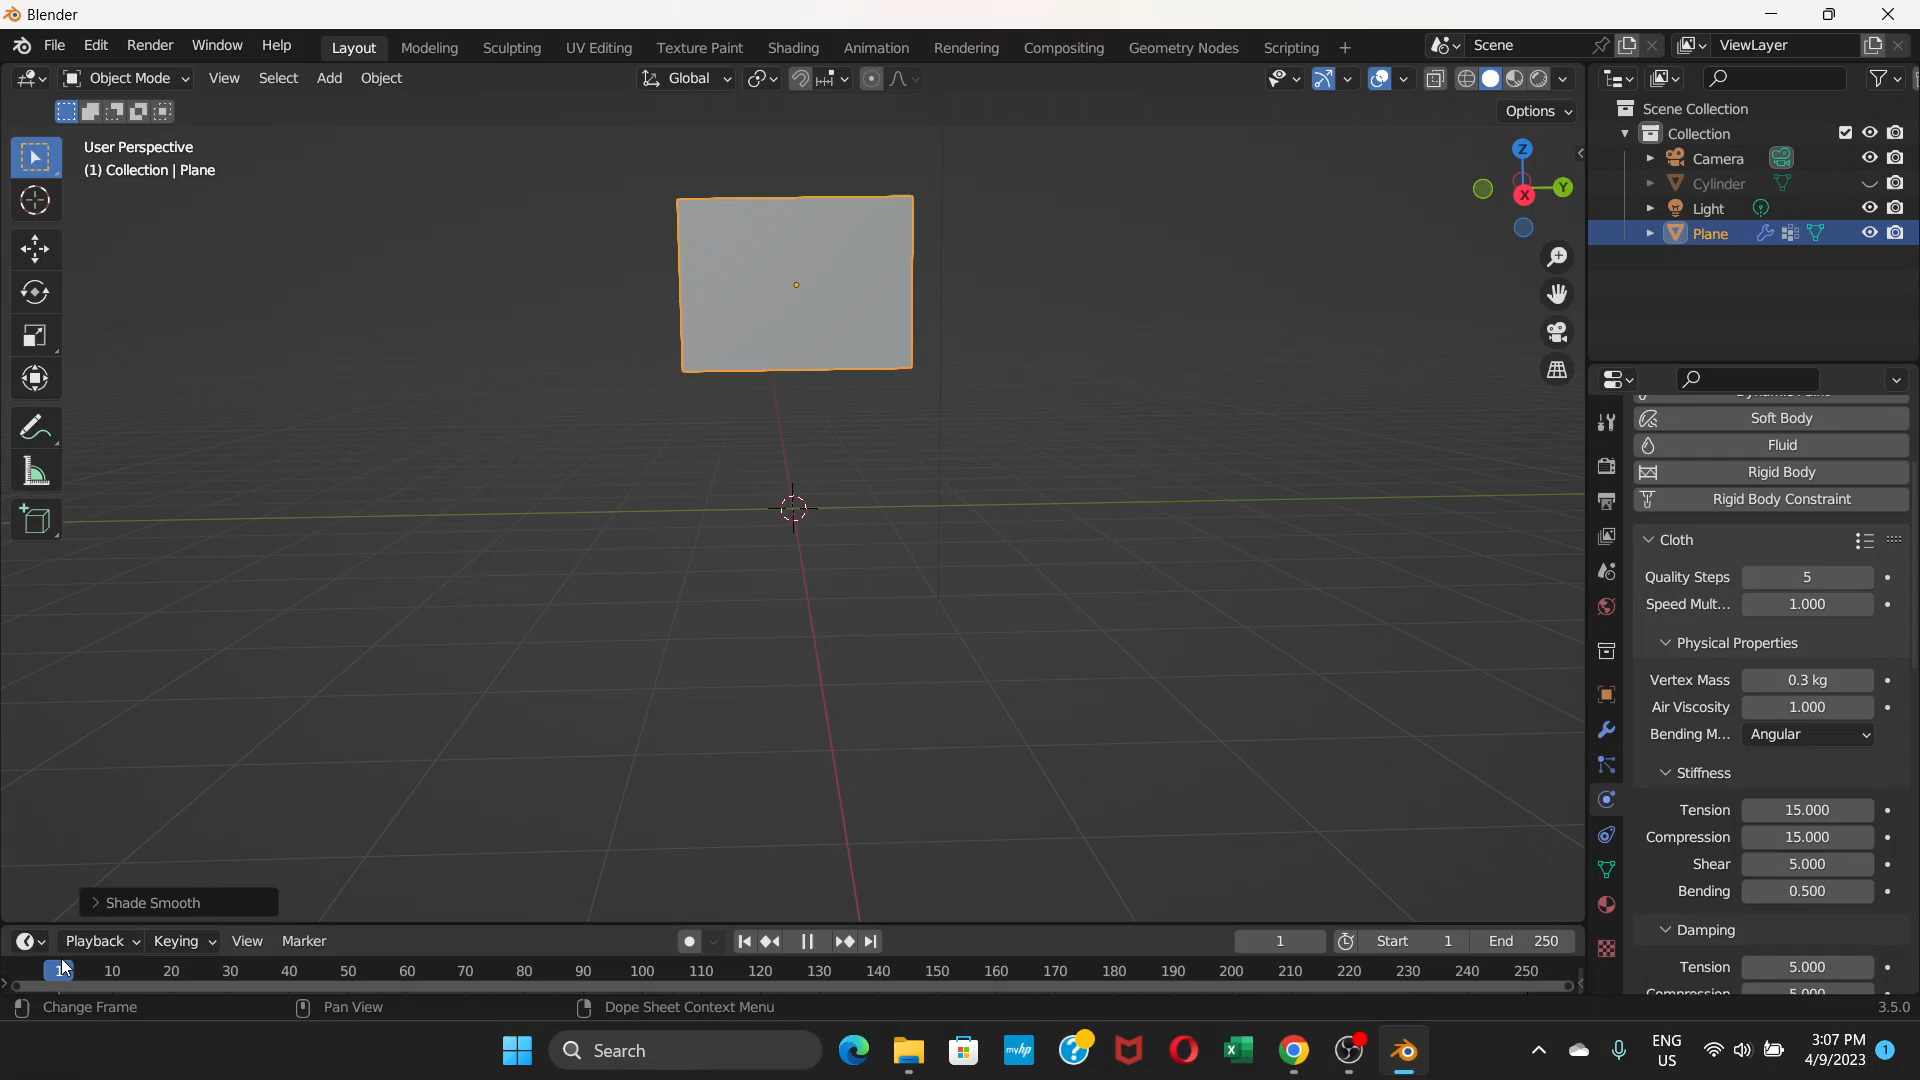 Blender
File Edit Render Window Help Layout Modeling Sculpting UV Editing Texture Paint Shading Animation Rendering Compositing Geometry Nodes Scripting + Scene ViewLayer
Object Mode View Select Add Object Global
Options
User Perspective
(1) Collection | Plane
Z
Y
X
Scene Collection
Collection
Camera
Cylinder
Light
Plane
Soft Body
Fluid
Rigid Body
Rigid Body Constraint
Cloth
Quality Steps 5
Speed Mult... 1.000
Physical Properties
Vertex Mass 0.3 kg
Air Viscosity 1.000
Bending M... Angular
Stiffness
Tension 15.000
Compression 15.000
Shear 5.000
Bending 0.500
Damping
Tension 5.000
Compression 5.000
> Shade Smooth
Playback Keying View Marker 1 Start 1 End 250
1 10 20 30 40 50 60 70 80 90 100 110 120 130 140 150 160 170 180 190 200 210 220 230 240 250
Change Frame Pan View Dope Sheet Context Menu 3.5.0
Search myhp ENG
US
3:07 PM
4/9/2023
1